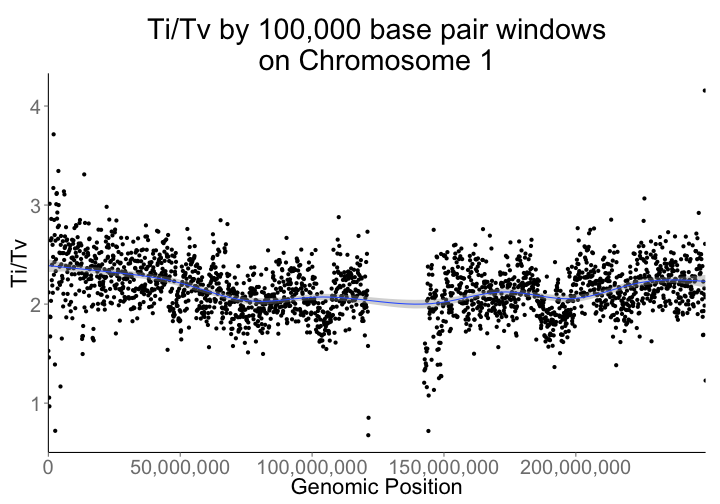 Ti/Tv by 100,000 base pair windows
on Chromosome 1
Ti/Tv
4
3
2
1
0
50,000,000
100,000,000
150,000,000
200,000,000
Genomic Position